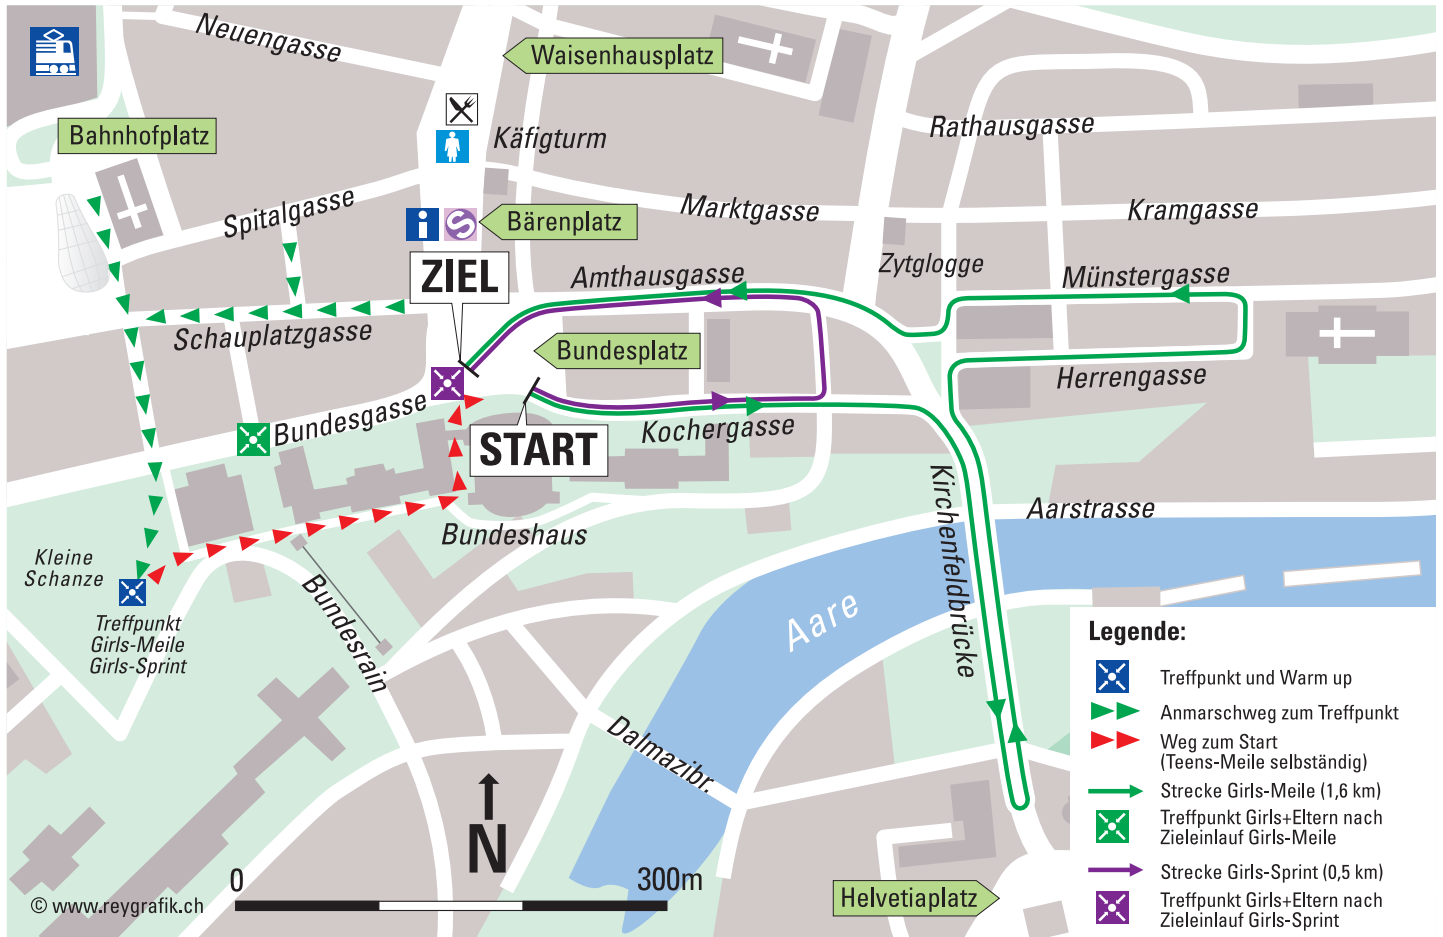 Neuengasse
Waisenhausplatz
Bahnhofplatz
Käfigturm
Rathausgasse
Spitalgasse
Bärenplatz
Marktgasse
Kramgasse
ZIEL
Amthausgasse
Zytglogge
Münstergasse
Schauplatzgasse
Bundesplatz
Herrengasse
Bundesgasse
START
Kochergasse
Kirchenfeldbrücke
Aarstrasse
Bundeshaus
Kleine
Schanze
Treffpunkt
Girls-Meile
Girls-Sprint
Bundesrain
Aare
Dalmazibr.
N
0
300m
© www.reygrafik.ch
Helvetiaplatz
Legende:
Treffpunkt und Warm up
Anmarschweg zum Treffpunkt
Weg zum Start
(Teens-Meile selbständig)
Strecke Girls-Meile (1,6 km)
Treffpunkt Girls+Eltern nach
Zieleinlauf Girls-Meile
Strecke Girls-Sprint (0,5 km)
Treffpunkt Girls+Eltern nach
Zieleinlauf Girls-Sprint